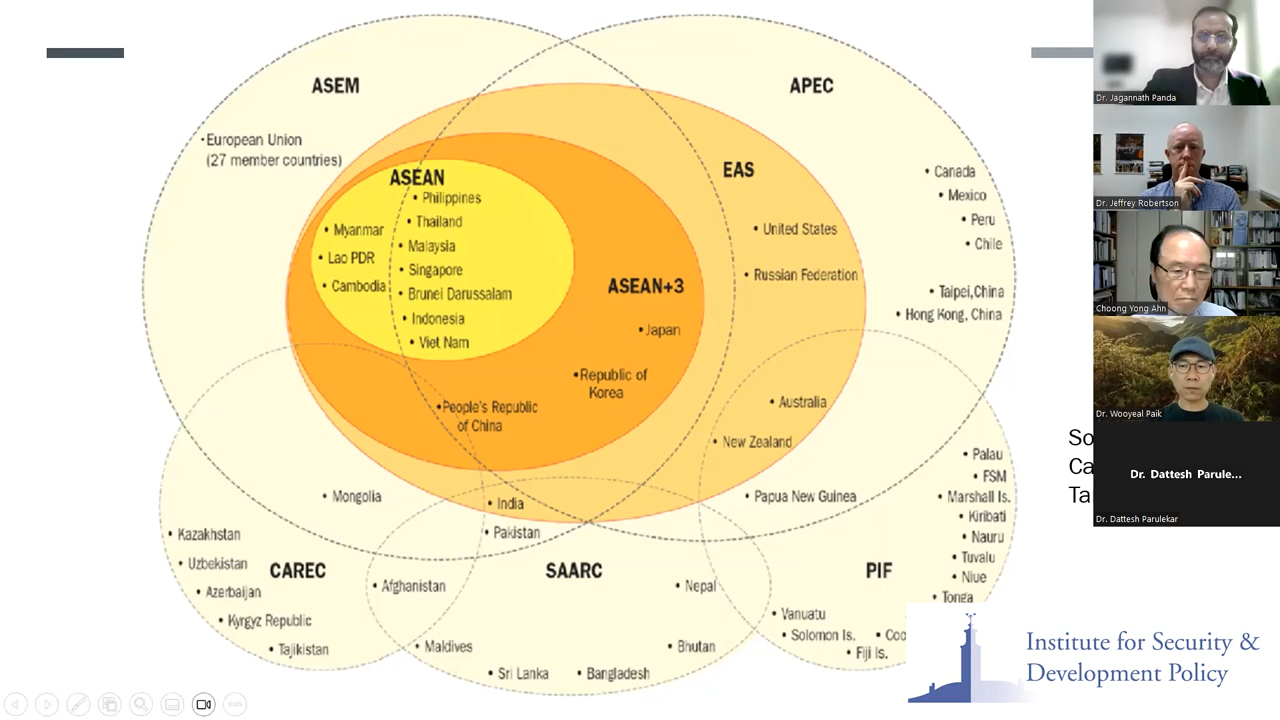 ASEM
APEC
• European Union
(27 member countries)
ASEAN
EAS
• Philippines
• Thailand
• Myanmar
• Malaysia
• Lao PDR
• Singapore
• Cambodia
• Brunei Darussalam
• Indonesia
• Viet Nam
ASEAN+3
• Japan
• Republic of
Korea
• People's Republic
of China
• United States
• Russian Federation
• Australia
• New Zealand
• Canada
• Mexico
• Peru
• Chile
• Taipei,China
• Hong Kong, China
• Mongolia
• India
• Pakistan
• Papua New Guinea
• Palau
• FSM
• Marshall Is.
• Kiribati
• Nauru
• Tuvalu
• Niue
• Tonga
• Kazakhstan
• Uzbekistan
CAREC
• Azerbaijan
• Kyrgyz Republic
• Tajikistan
• Afghanistan
SAARC
• Nepal
• Maldives
• Bhutan
• Sri Lanka
• Bangladesh
PIF
• Vanuatu
• Solomon Is.
• Coo
• Fiji Is.
So
Ca
Ta
Dr. Jagannath Panda
Dr. Jeffrey Robertson
Choong Yong Ahn
Dr. Wooyeal Paik
Dr. Dattesh Parule...
Dr. Dattesh Parulekar
Institute for Security &
Development Policy